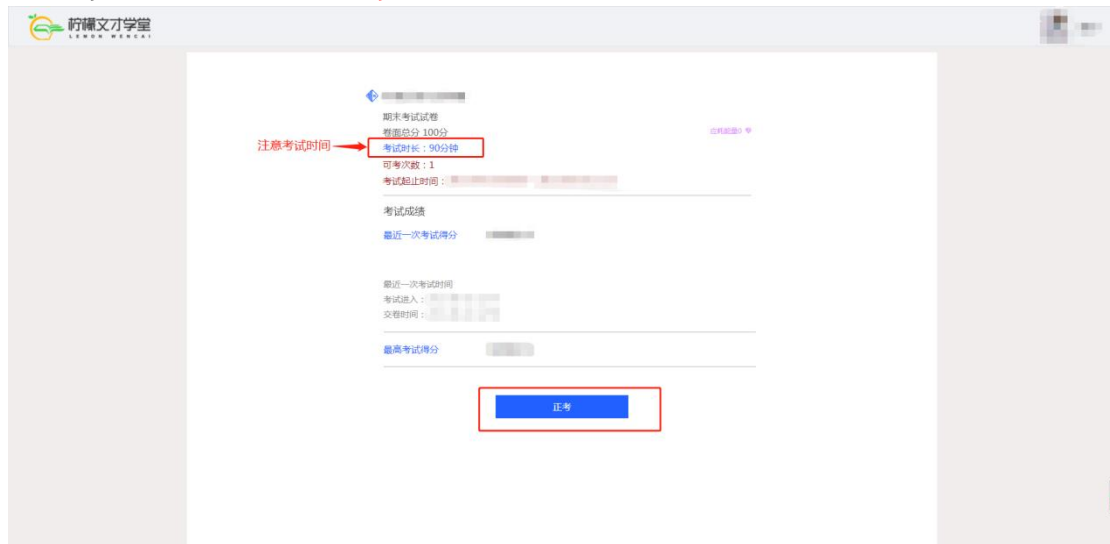 柠檬文才学堂
LEMON WENCAI
期末考试试卷
卷面总分 100分
注意考试时间
考试时长：90分钟
可考次数：1
考试起止时间：
考试成绩
最近一次考试得分
最近一次考试时间
考试进入：
交卷时间：
最高考试得分
正考